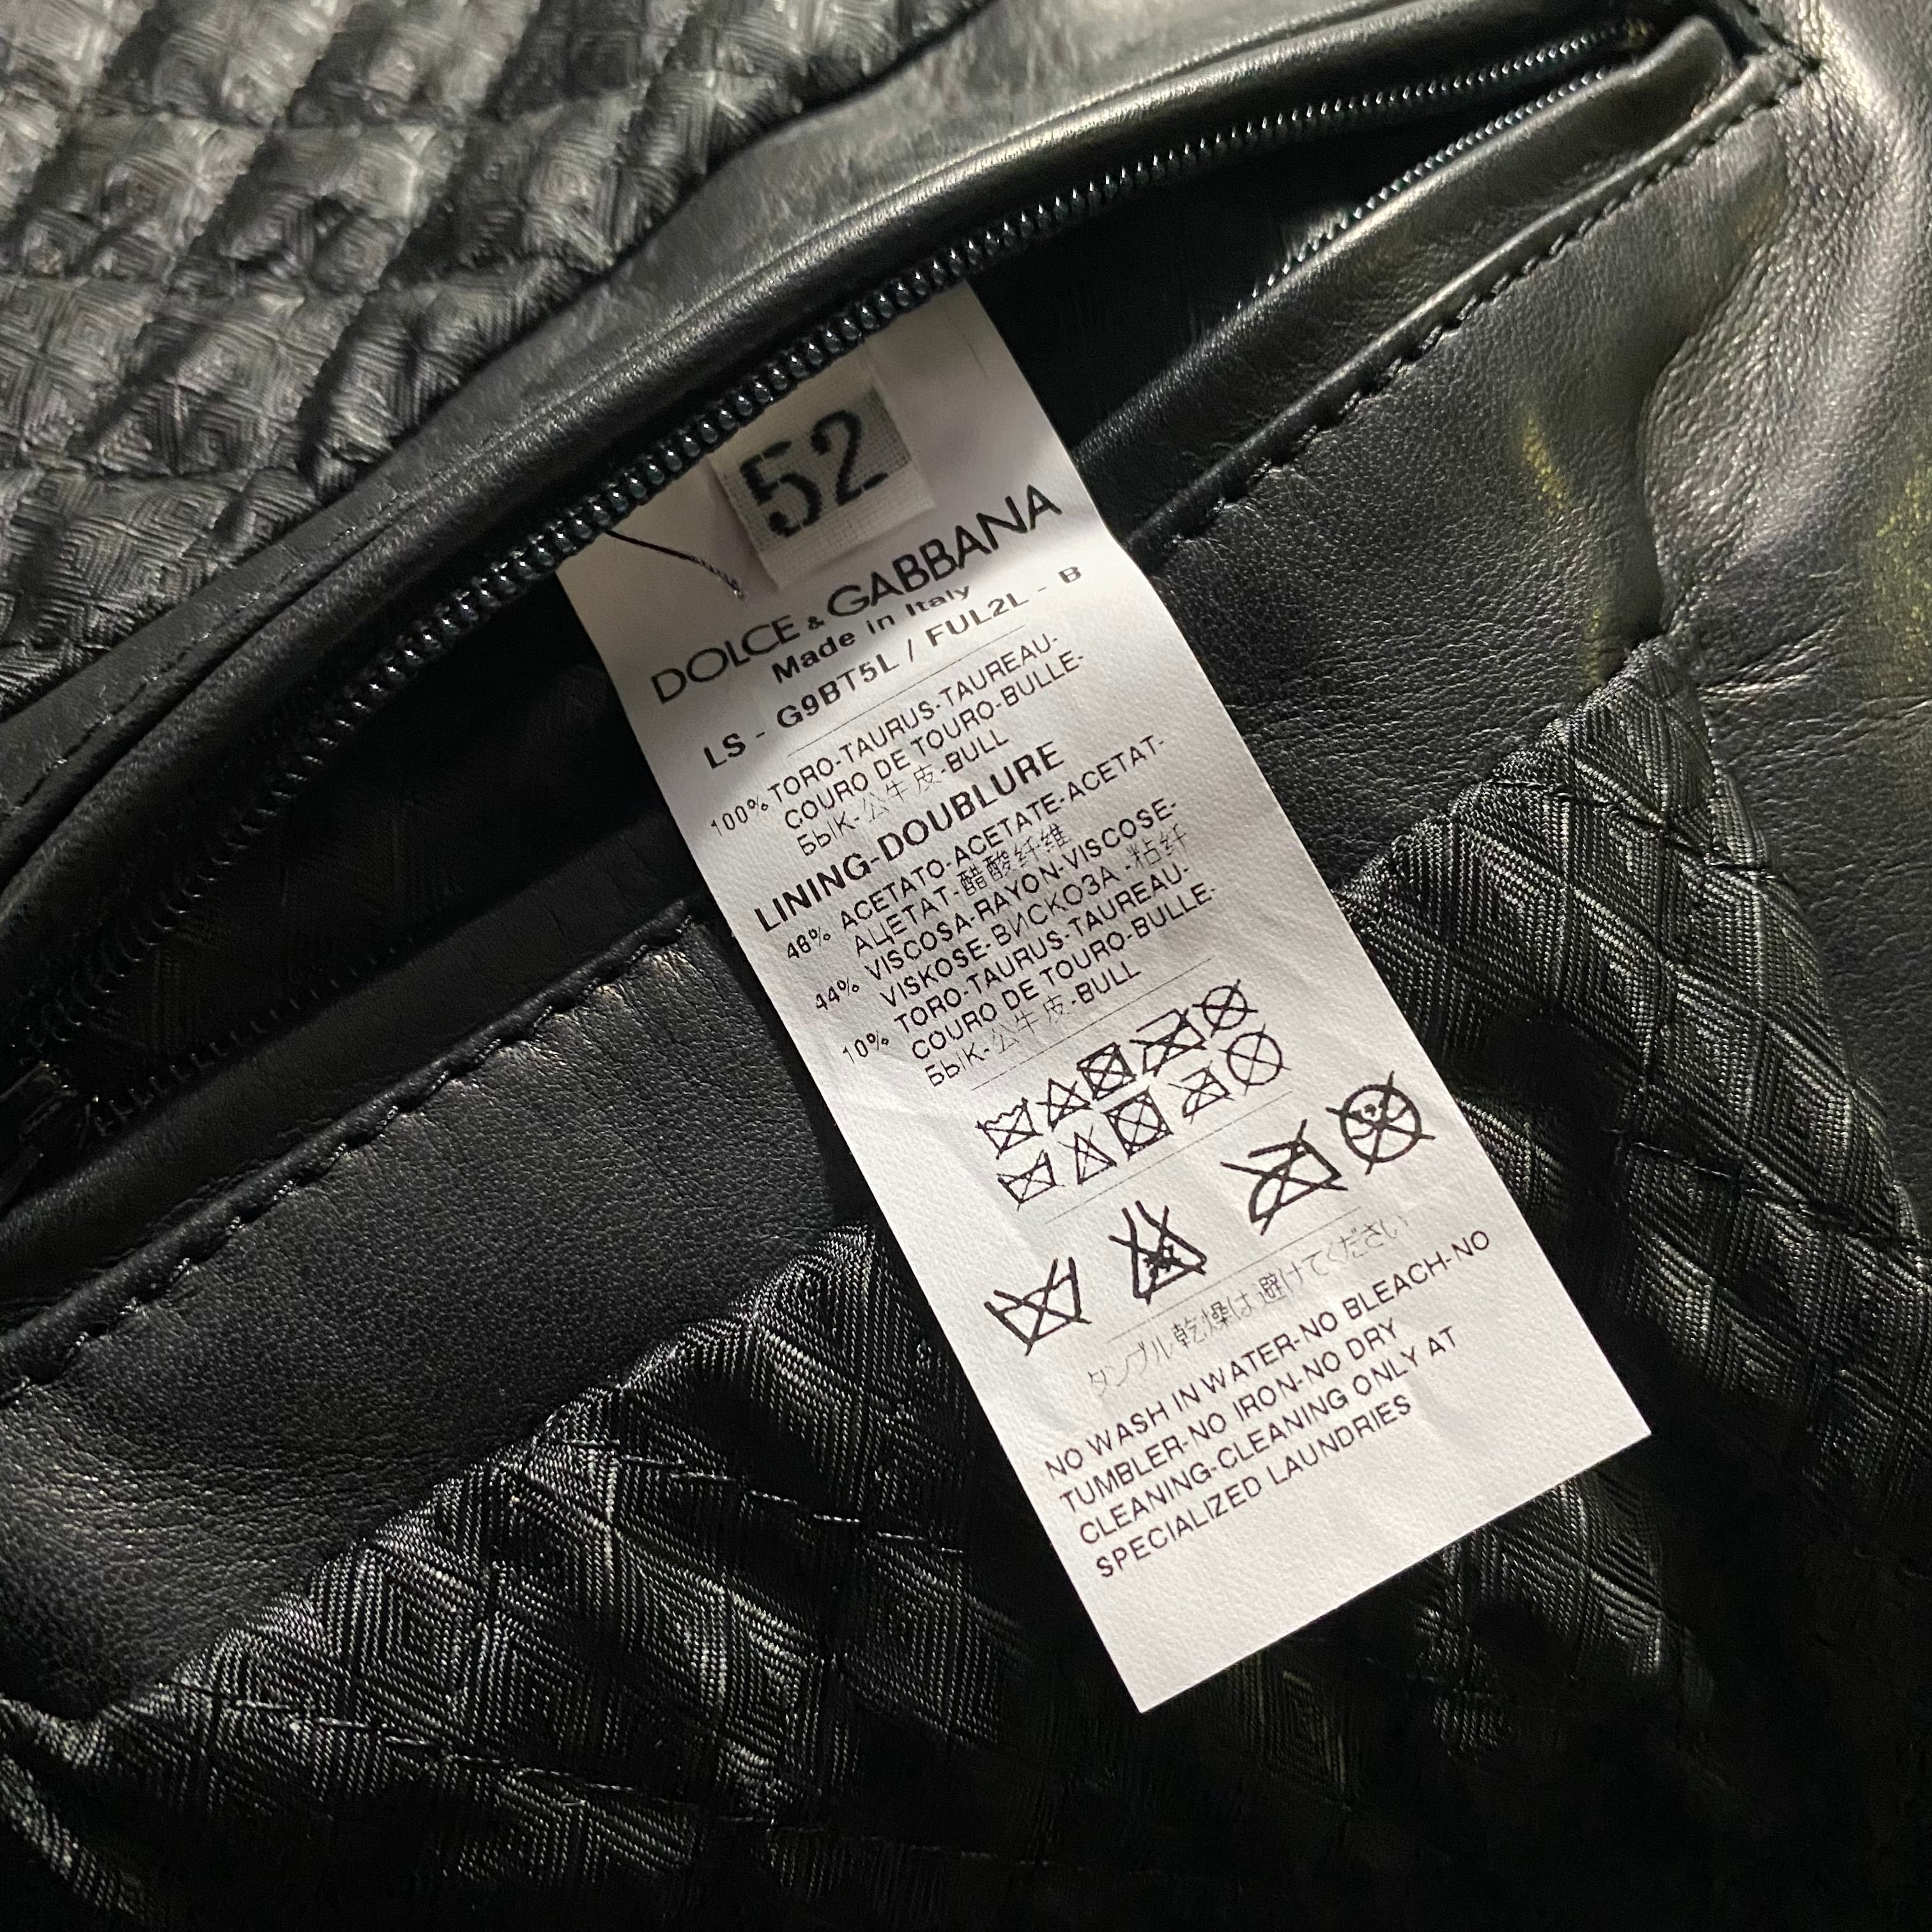 52
DOLCE & GABBANA
Made in Italy
LS - G9BT5L / FUL2L - B
100% TORO-TAURUS-TAUREAU-
COURO DE TOURO-BULLE-
БЫК-公牛皮-BULL
LINING-DOUBLURE
46% ACETATO-ACETATE-ACETAT-
АЦЕТАТ-醋酸纤维
44% VISCOSA-RAYON-VISCOSE-
VISKOSE-ВИСКОЗА-粘纤
10% TORO-TAURUS-TAUREAU-
COURO DE TOURO-BULLE-
БЫК-公牛皮-BULL
タンブル乾燥は避けてください
NO WASH IN WATER-NO BLEACH-NO
TUMBLER-NO IRON-NO DRY
CLEANING-CLEANING ONLY AT
SPECIALIZED LAUNDRIES